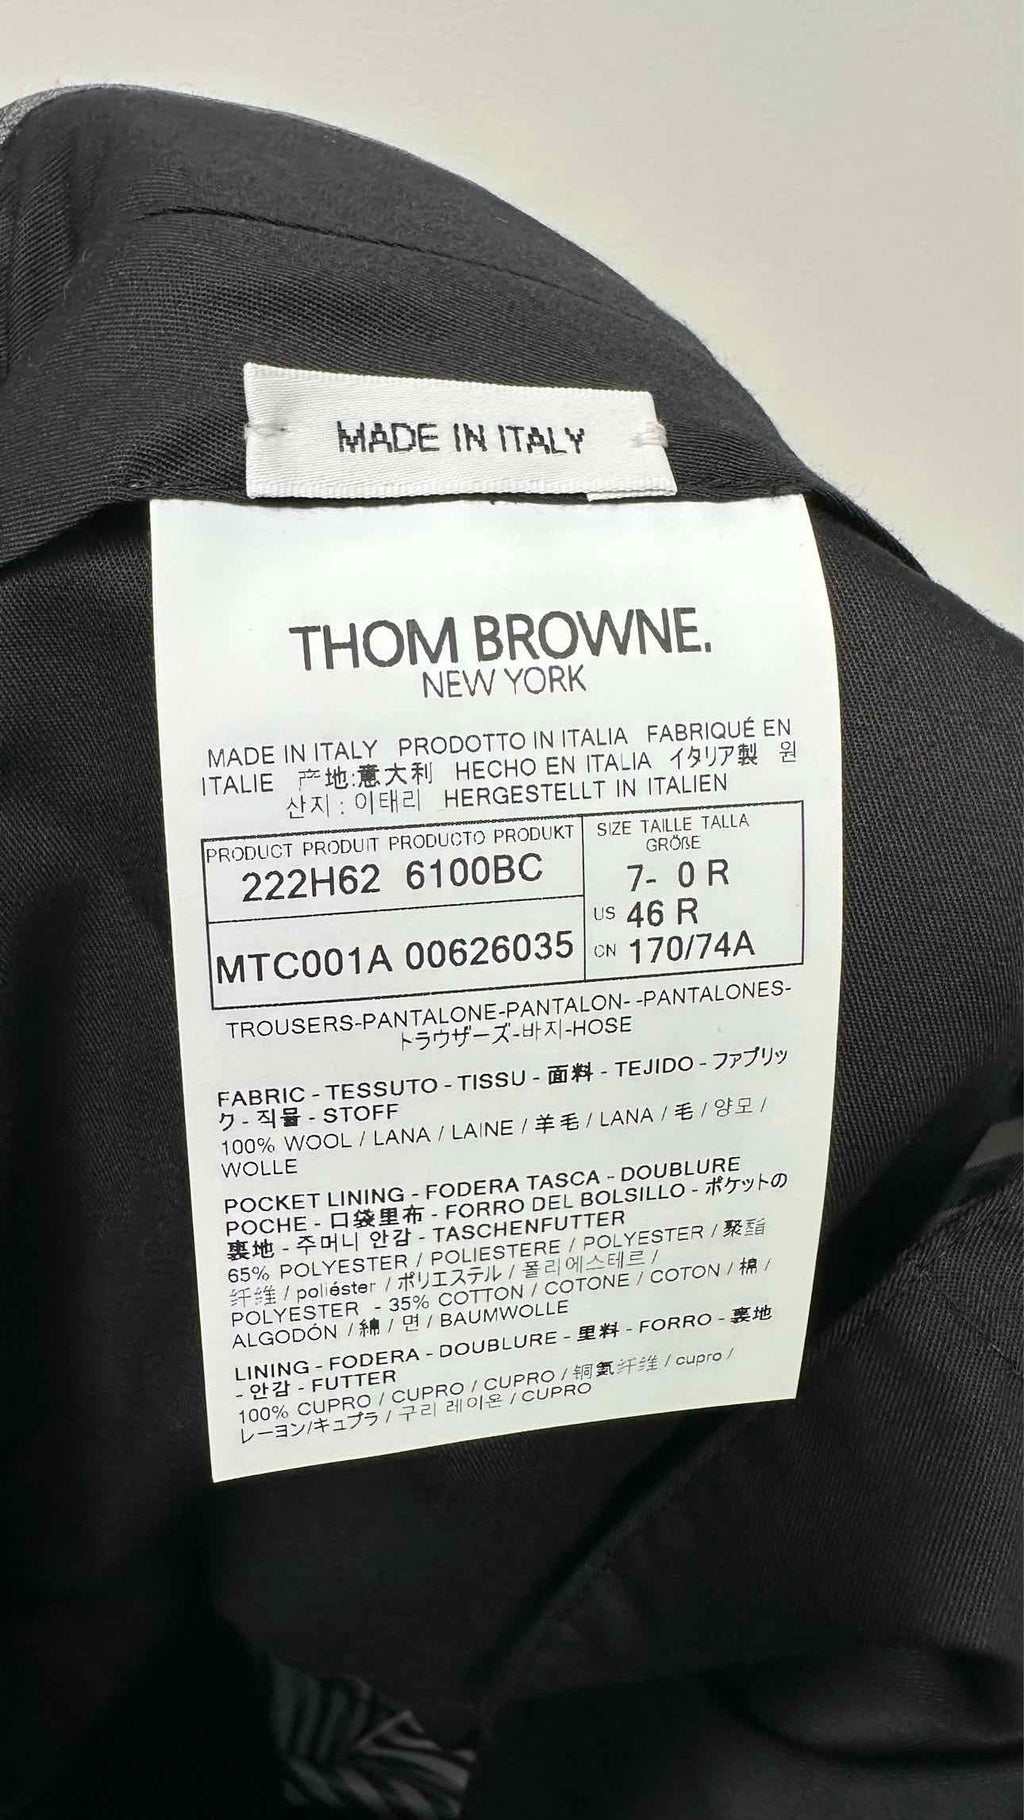 MADE IN ITALY
THOM BROWNE.
NEW YORK
MADE IN ITALY PRODOTTO IN ITALIA FABRIQUÉ EN
ITALIE 产地:意大利 HECHO EN ITALIA イタリア製 원
산지 : 이태리 HERGESTELLT IN ITALIEN
PRODUCT PRODUIT PRODUCTO PRODUKT
222H62 6100BC
MTC001A 00626035
SIZE TAILLE TALLA
GRÖßE
7- 0 R
US 46 R
CN 170/74A
TROUSERS-PANTALONE-PANTALON- -PANTALONES-
トラウザーズ-바지-HOSE
FABRIC - TESSUTO - TISSU - 面料 - TEJIDO - ファブリッ
ク - 직물 - STOFF
100% WOOL / LANA / LAINE / 羊毛 / LANA / 毛 / 양모 /
WOLLE
POCKET LINING - FODERA TASCA - DOUBLURE
POCHE - 口袋里布 - FORRO DEL BOLSILLO - ポケットの
裏地 - 주머니 안감 - TASCHENFUTTER
65% POLYESTER / POLIESTERE / POLYESTER / 聚酯
纤维 / poliéster / ポリエステル / 폴리에스테르 /
POLYESTER - 35% COTTON / COTONE / COTON / 棉 /
ALGODÓN / 綿 / 면 / BAUMWOLLE
LINING - FODERA - DOUBLURE - 里料 - FORRO - 裏地
- 안감 - FUTTER
100% CUPRO / CUPRO / CUPRO / 铜氨纤维 / cupro /
レーヨン/キュプラ / 구리 레이온 / CUPRO